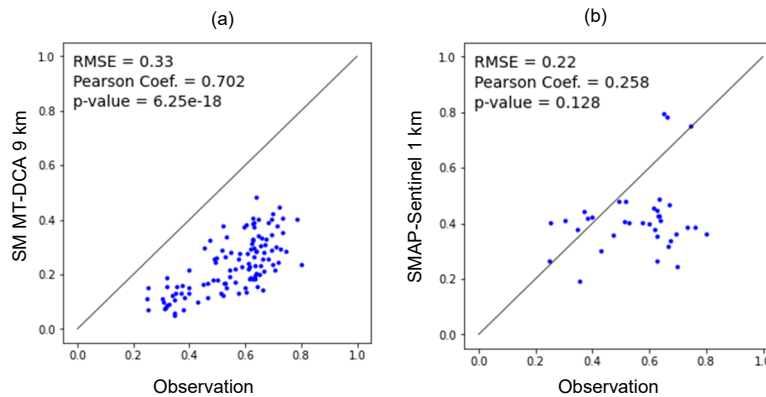 (a)
RMSE = 0.33
Pearson Coef. = 0.702
p-value = 6.25e-18
1.0
0.8
0.6
0.4
0.2
0.0
SM MT-DCA 9 km
0.0 0.2 0.4 0.6 0.8 1.0
Observation
(b)
RMSE = 0.22
Pearson Coef. = 0.258
p-value = 0.128
1.0
0.8
0.6
0.4
0.2
0.0
SMAP-Sentinel 1 km
0.0 0.2 0.4 0.6 0.8 1.0
Observation